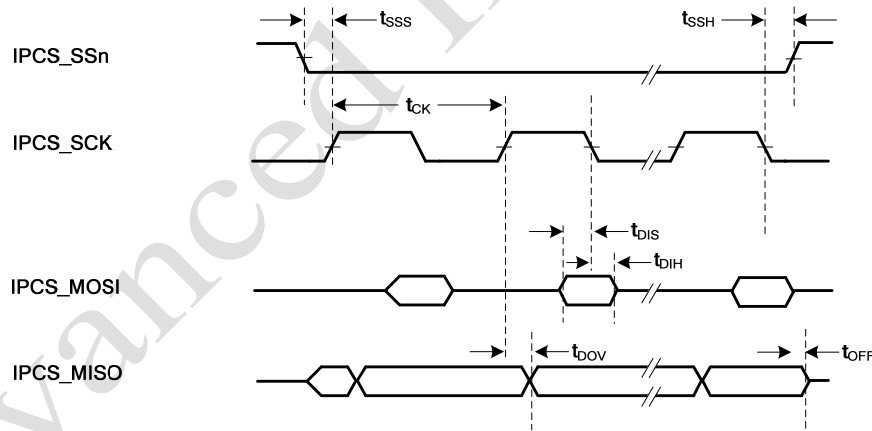 tSSS
tSSH
IPCS_SSn
tCK
IPCS_SCK
tDIS
tDIH
IPCS_MOSI
tDOV
tOFF
IPCS_MISO